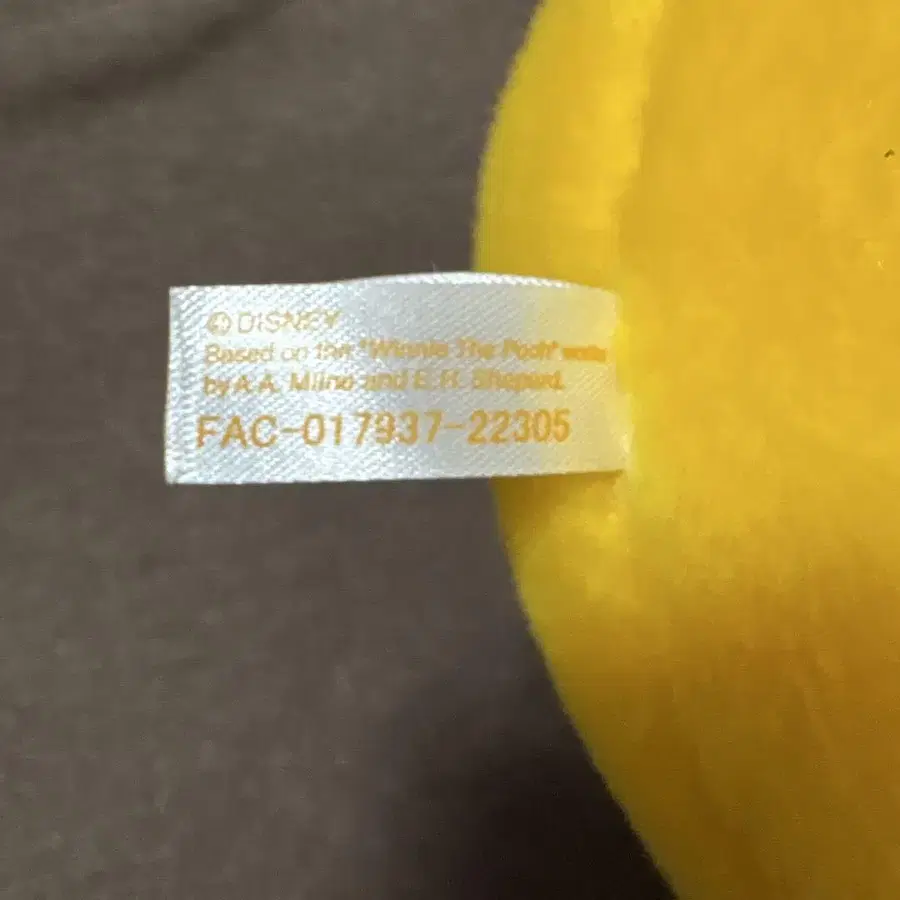 © DISNEY
Based on the "Winnie The Pooh" works
by A.A. Milne and E.H. Shepard.
FAC-017937-22305